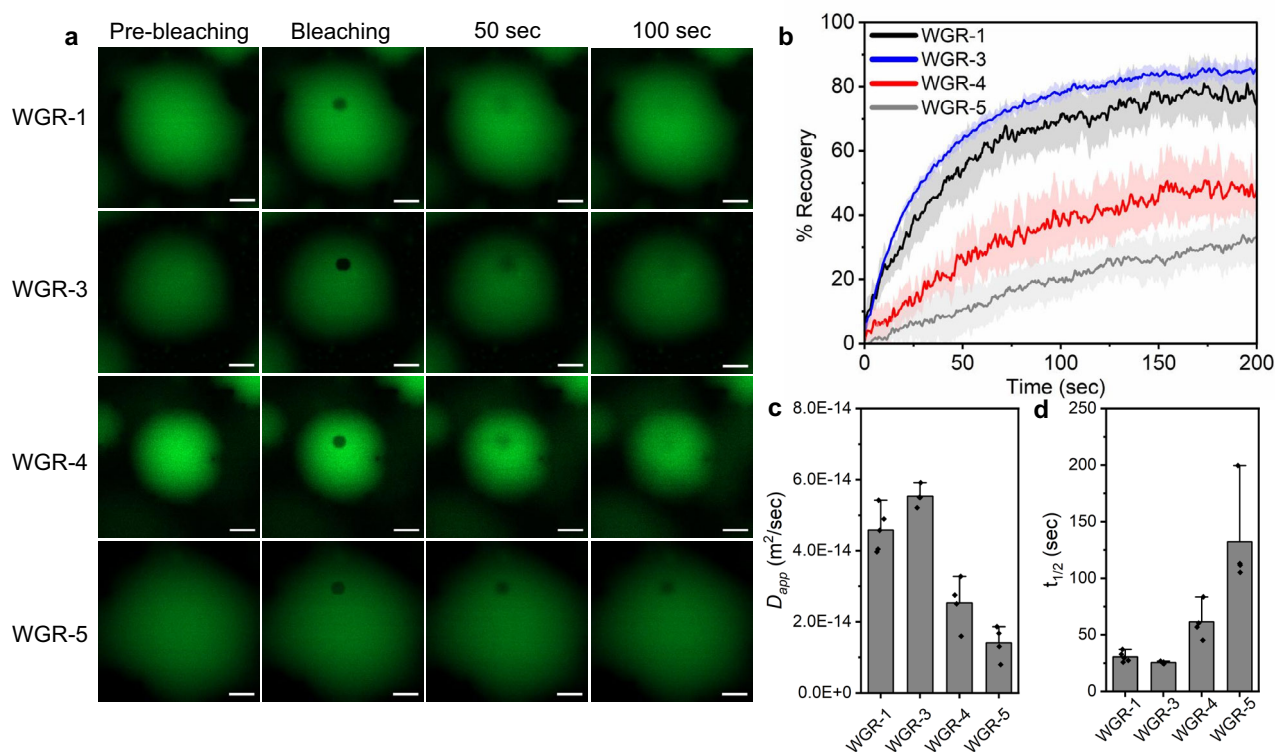 a
Pre-bleaching
Bleaching
50 sec
100 sec
WGR-1
WGR-3
WGR-4
WGR-5
b
WGR-1
WGR-3
WGR-4
WGR-5
100
80
60
40
20
0
% Recovery
0
50
100
150
200
Time (sec)
c
8.0E-14
6.0E-14
4.0E-14
2.0E-14
0.0E+0
Dapp (m²/sec)
WGR-1
WGR-3
WGR-4
WGR-5
d
250
200
150
100
50
0
t1/2 (sec)
WGR-1
WGR-3
WGR-4
WGR-5